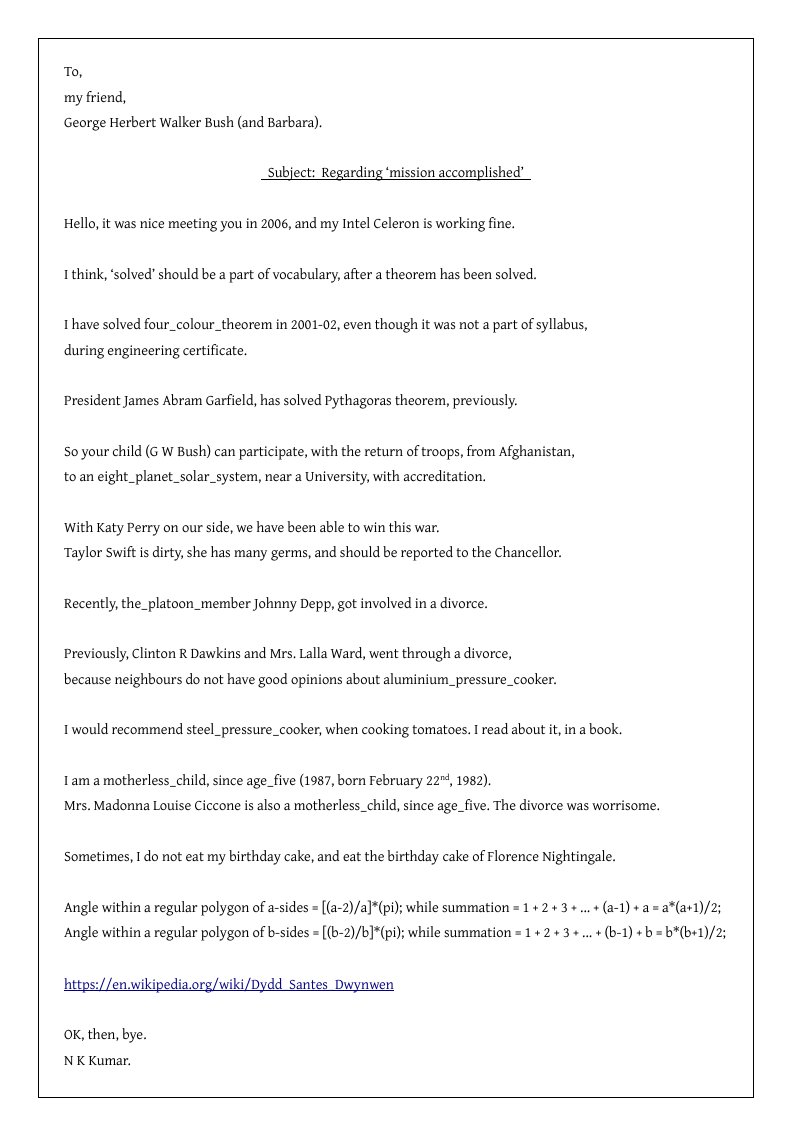 To,
my friend,
George Herbert Walker Bush (and Barbara).
Subject:  Regarding ‘mission accomplished’
Hello, it was nice meeting you in 2006, and my Intel Celeron is working fine.
I think, ‘solved’ should be a part of vocabulary, after a theorem has been solved.
I have solved four_colour_theorem in 2001-02, even though it was not a part of syllabus,
during engineering certificate.
President James Abram Garfield, has solved Pythagoras theorem, previously.
So your child (G W Bush) can participate, with the return of troops, from Afghanistan,
to an eight_planet_solar_system, near a University, with accreditation.
With Katy Perry on our side, we have been able to win this war.
Taylor Swift is dirty, she has many germs, and should be reported to the Chancellor.
Recently, the_platoon_member Johnny Depp, got involved in a divorce.
Previously, Clinton R Dawkins and Mrs. Lalla Ward, went through a divorce,
because neighbours do not have good opinions about aluminium_pressure_cooker.
I would recommend steel_pressure_cooker, when cooking tomatoes. I read about it, in a book.
I am a motherless_child, since age_five (1987, born February 22nd, 1982).
Mrs. Madonna Louise Ciccone is also a motherless_child, since age_five. The divorce was worrisome.
Sometimes, I do not eat my birthday cake, and eat the birthday cake of Florence Nightingale.
Angle within a regular polygon of a-sides = [(a-2)/a]*(pi); while summation = 1 + 2 + 3 + ... + (a-1) + a = a*(a+1)/2;
Angle within a regular polygon of b-sides = [(b-2)/b]*(pi); while summation = 1 + 2 + 3 + ... + (b-1) + b = b*(b+1)/2;
https://en.wikipedia.org/wiki/Dydd_Santes_Dwynwen
OK, then, bye.
N K Kumar.